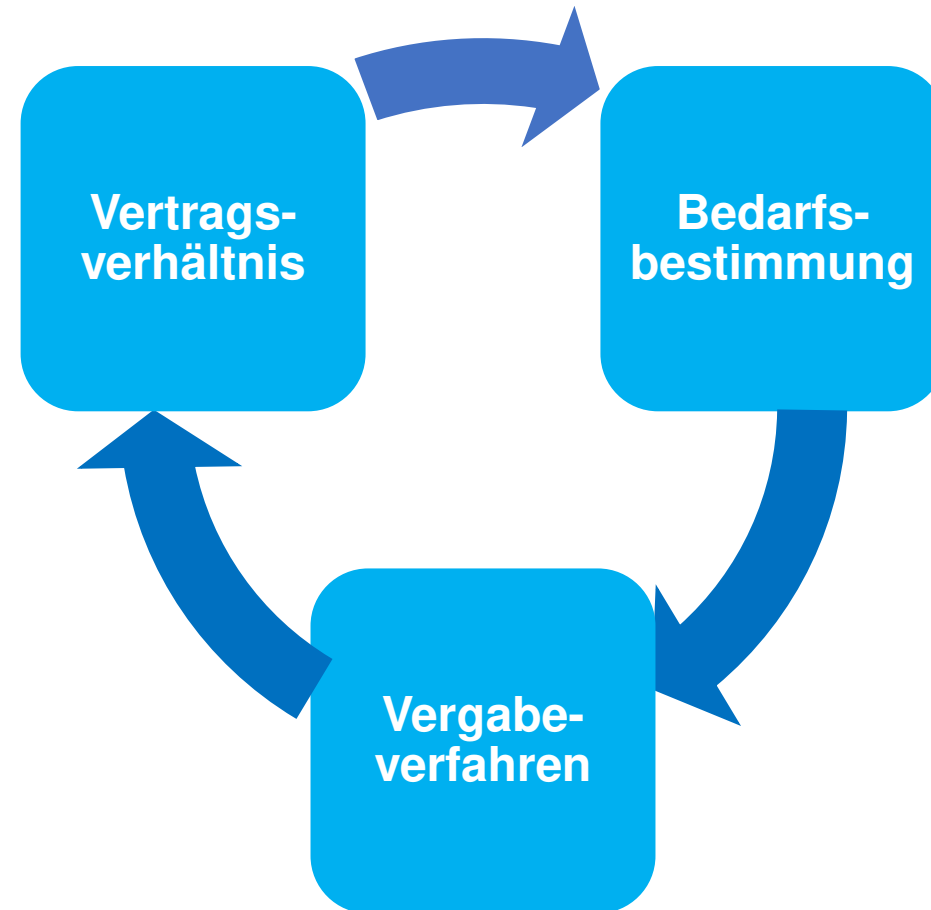 Vertrags-
verhältnis
Bedarfs-
bestimmung
Vergabe-
verfahren